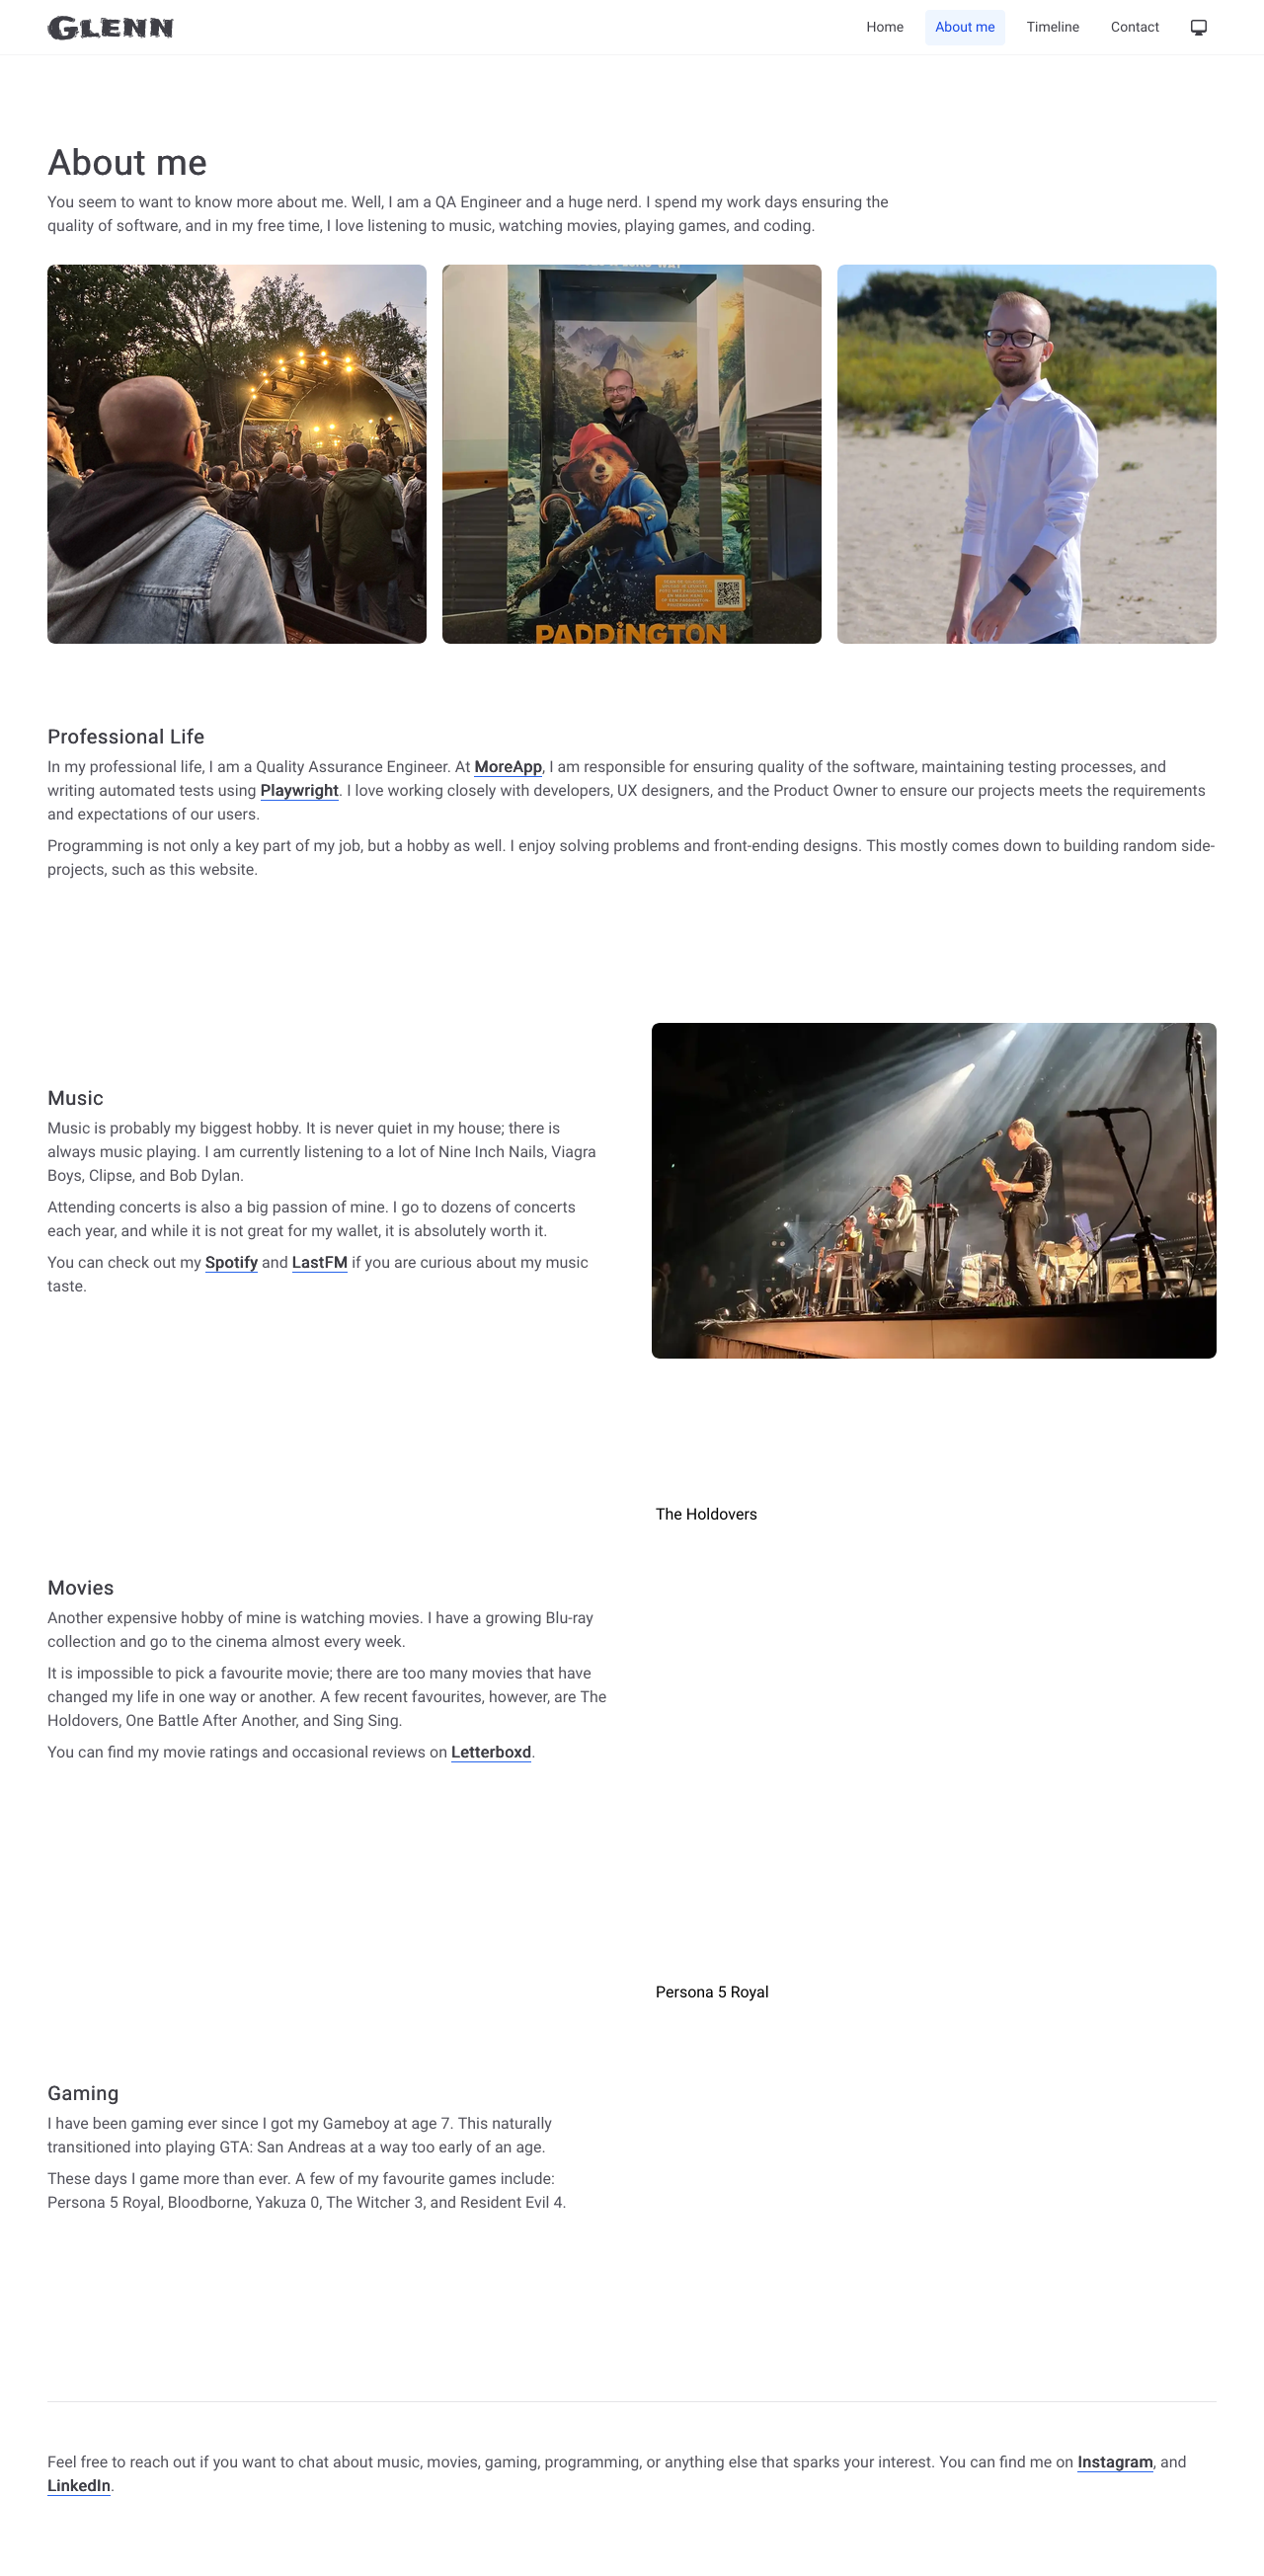 GLENN
Home
About me
Timeline
Contact
About me
You seem to want to know more about me. Well, I am a QA Engineer and a huge nerd. I spend my work days ensuring the
quality of software, and in my free time, I love listening to music, watching movies, playing games, and coding.
PADDINGTON
Professional Life
In my professional life, I am a Quality Assurance Engineer. At MoreApp, I am responsible for ensuring quality of the software, maintaining testing processes, and
writing automated tests using Playwright. I love working closely with developers, UX designers, and the Product Owner to ensure our projects meets the requirements
and expectations of our users.
Programming is not only a key part of my job, but a hobby as well. I enjoy solving problems and front-ending designs. This mostly comes down to building random side-
projects, such as this website.
Music
Music is probably my biggest hobby. It is never quiet in my house; there is
always music playing. I am currently listening to a lot of Nine Inch Nails, Viagra
Boys, Clipse, and Bob Dylan.
Attending concerts is also a big passion of mine. I go to dozens of concerts
each year, and while it is not great for my wallet, it is absolutely worth it.
You can check out my Spotify and LastFM if you are curious about my music
taste.
The Holdovers
Movies
Another expensive hobby of mine is watching movies. I have a growing Blu-ray
collection and go to the cinema almost every week.
It is impossible to pick a favourite movie; there are too many movies that have
changed my life in one way or another. A few recent favourites, however, are The
Holdovers, One Battle After Another, and Sing Sing.
You can find my movie ratings and occasional reviews on Letterboxd.
Persona 5 Royal
Gaming
I have been gaming ever since I got my Gameboy at age 7. This naturally
transitioned into playing GTA: San Andreas at a way too early of an age.
These days I game more than ever. A few of my favourite games include:
Persona 5 Royal, Bloodborne, Yakuza 0, The Witcher 3, and Resident Evil 4.
Feel free to reach out if you want to chat about music, movies, gaming, programming, or anything else that sparks your interest. You can find me on Instagram, and
LinkedIn.